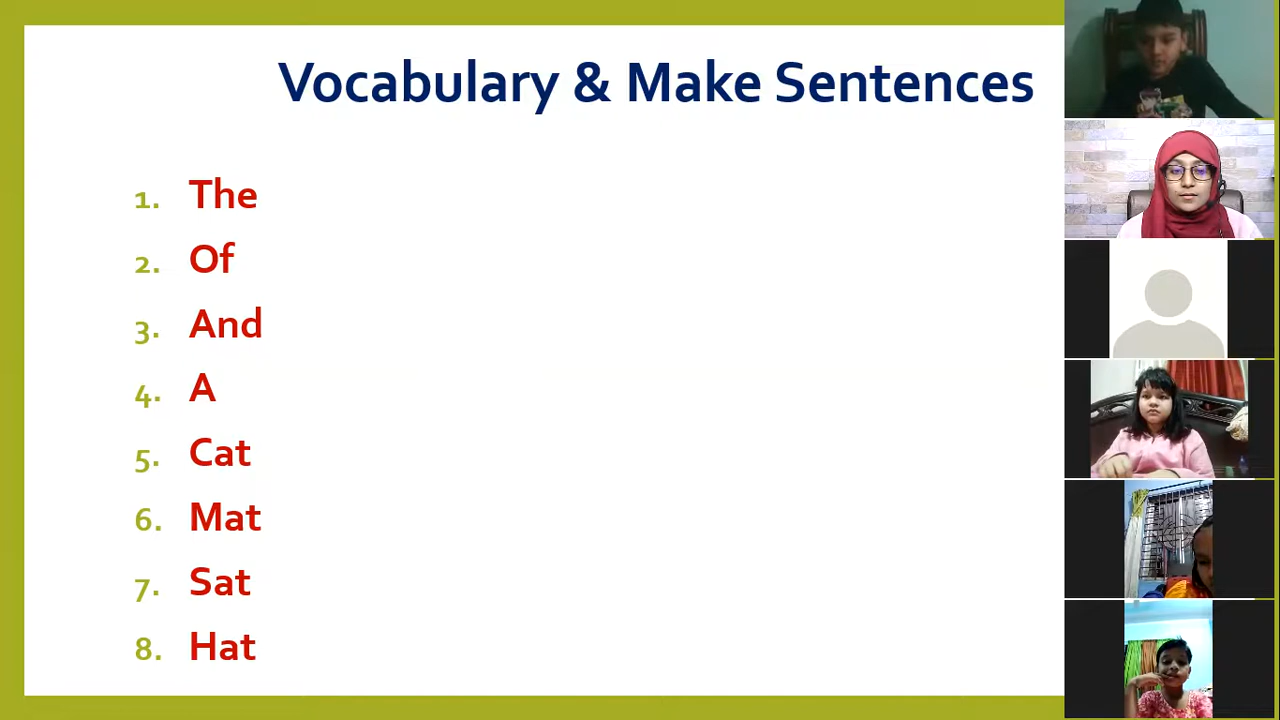 Vocabulary & Make Sentences
1. The
2. Of
3. And
4. A
5. Cat
6. Mat
7. Sat
8. Hat